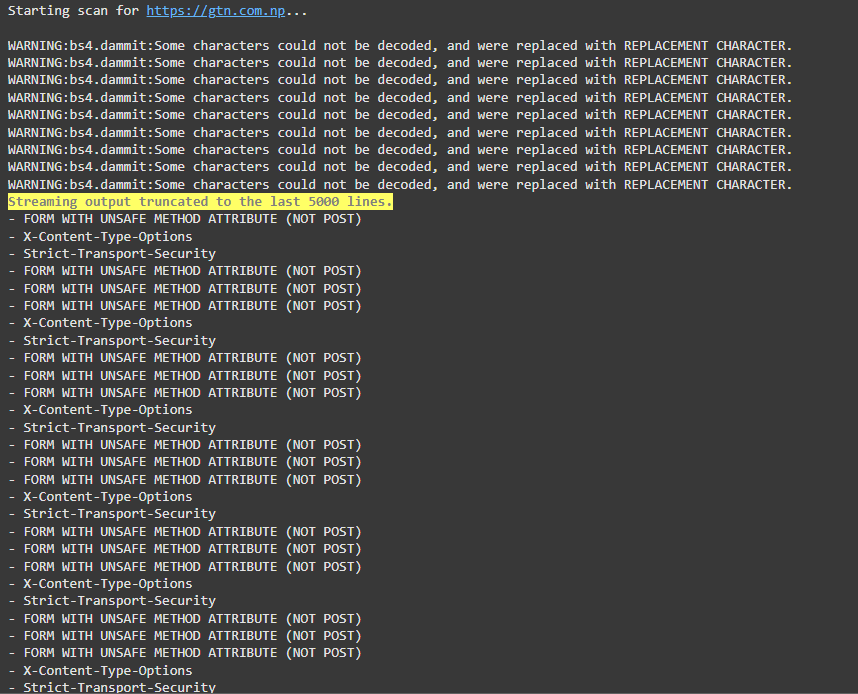 Starting scan for https://gtn.com.np...
WARNING:bs4.dammit:Some characters could not be decoded, and were replaced with REPLACEMENT CHARACTER.
WARNING:bs4.dammit:Some characters could not be decoded, and were replaced with REPLACEMENT CHARACTER.
WARNING:bs4.dammit:Some characters could not be decoded, and were replaced with REPLACEMENT CHARACTER.
WARNING:bs4.dammit:Some characters could not be decoded, and were replaced with REPLACEMENT CHARACTER.
WARNING:bs4.dammit:Some characters could not be decoded, and were replaced with REPLACEMENT CHARACTER.
WARNING:bs4.dammit:Some characters could not be decoded, and were replaced with REPLACEMENT CHARACTER.
WARNING:bs4.dammit:Some characters could not be decoded, and were replaced with REPLACEMENT CHARACTER.
WARNING:bs4.dammit:Some characters could not be decoded, and were replaced with REPLACEMENT CHARACTER.
WARNING:bs4.dammit:Some characters could not be decoded, and were replaced with REPLACEMENT CHARACTER.
Streaming output truncated to the last 5000 lines.
- FORM WITH UNSAFE METHOD ATTRIBUTE (NOT POST)
- X-Content-Type-Options
- Strict-Transport-Security
- FORM WITH UNSAFE METHOD ATTRIBUTE (NOT POST)
- FORM WITH UNSAFE METHOD ATTRIBUTE (NOT POST)
- FORM WITH UNSAFE METHOD ATTRIBUTE (NOT POST)
- X-Content-Type-Options
- Strict-Transport-Security
- FORM WITH UNSAFE METHOD ATTRIBUTE (NOT POST)
- FORM WITH UNSAFE METHOD ATTRIBUTE (NOT POST)
- FORM WITH UNSAFE METHOD ATTRIBUTE (NOT POST)
- X-Content-Type-Options
- Strict-Transport-Security
- FORM WITH UNSAFE METHOD ATTRIBUTE (NOT POST)
- FORM WITH UNSAFE METHOD ATTRIBUTE (NOT POST)
- FORM WITH UNSAFE METHOD ATTRIBUTE (NOT POST)
- X-Content-Type-Options
- Strict-Transport-Security
- FORM WITH UNSAFE METHOD ATTRIBUTE (NOT POST)
- FORM WITH UNSAFE METHOD ATTRIBUTE (NOT POST)
- FORM WITH UNSAFE METHOD ATTRIBUTE (NOT POST)
- X-Content-Type-Options
- Strict-Transport-Security
- FORM WITH UNSAFE METHOD ATTRIBUTE (NOT POST)
- FORM WITH UNSAFE METHOD ATTRIBUTE (NOT POST)
- FORM WITH UNSAFE METHOD ATTRIBUTE (NOT POST)
- X-Content-Type-Options
- Strict-Transport-Security